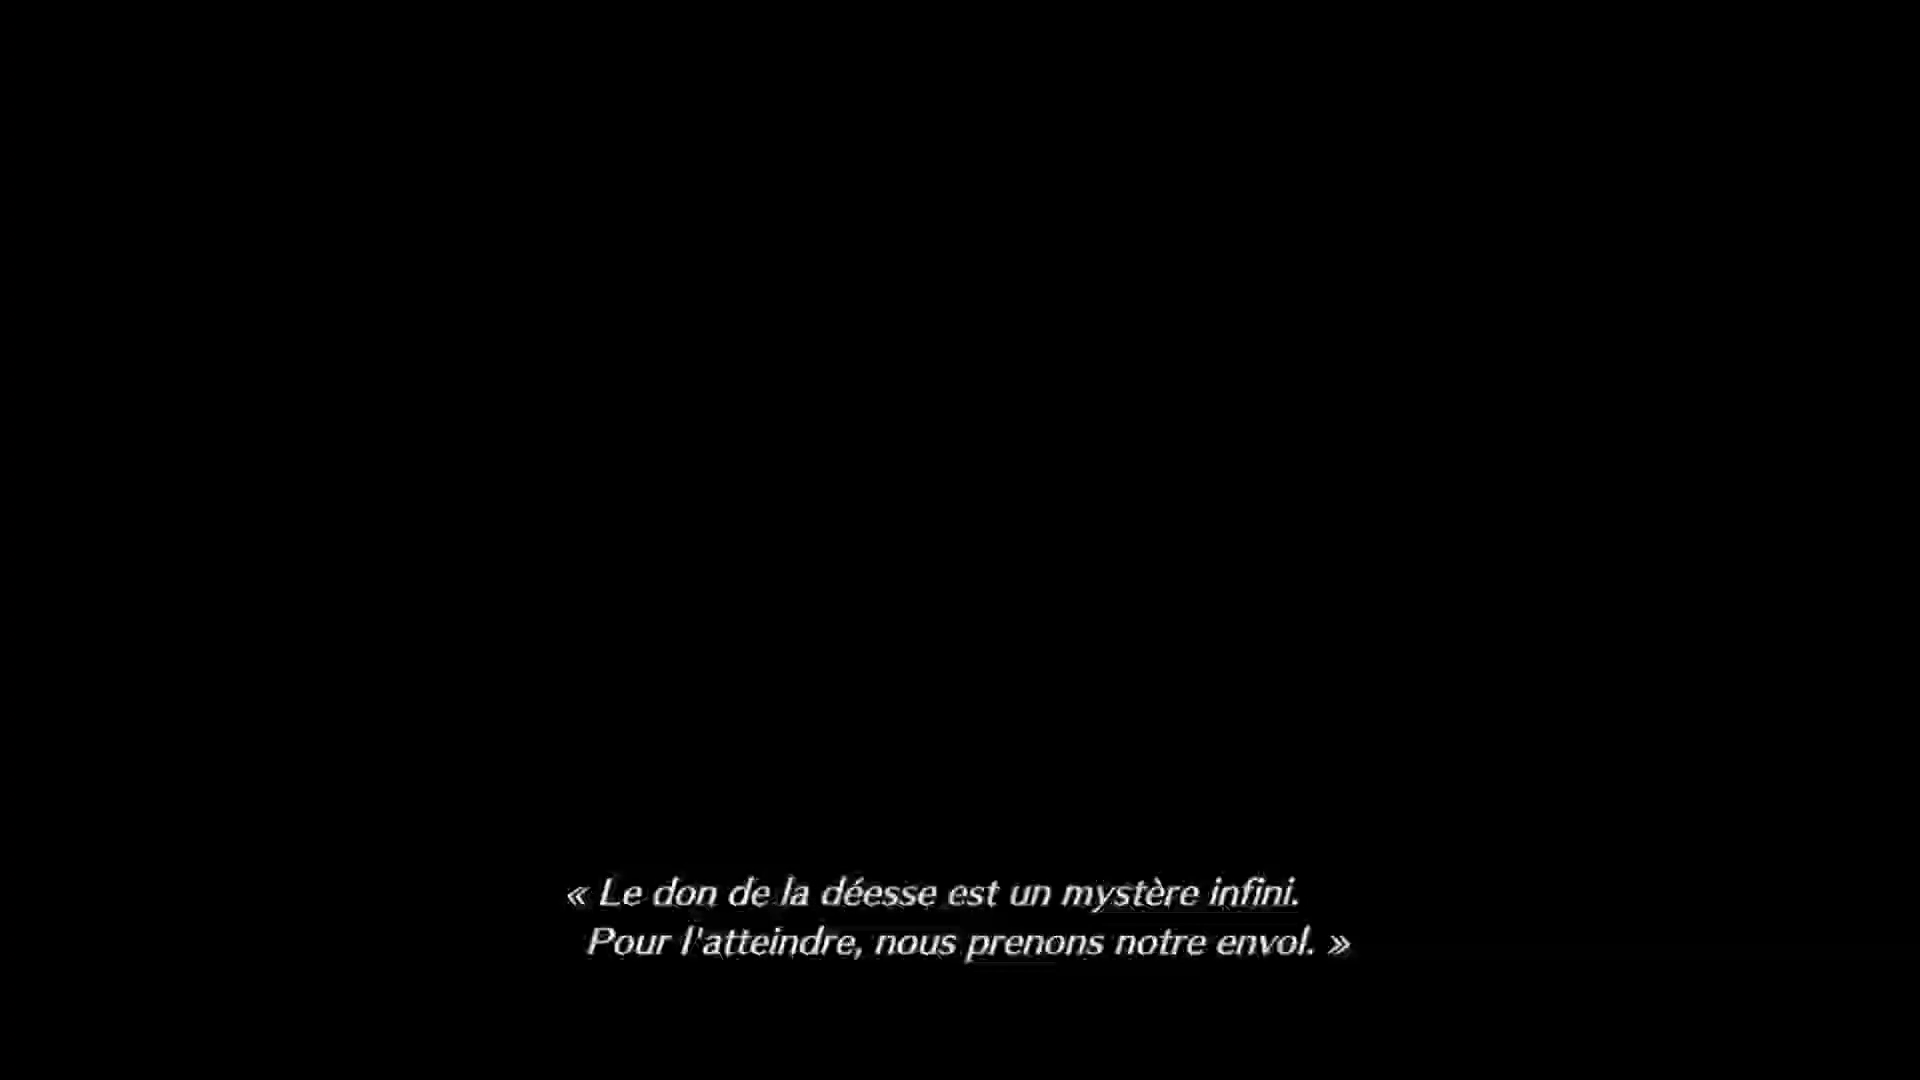 « Le don de la déesse est un mystère infini.
Pour l'atteindre, nous prenons notre envol. »